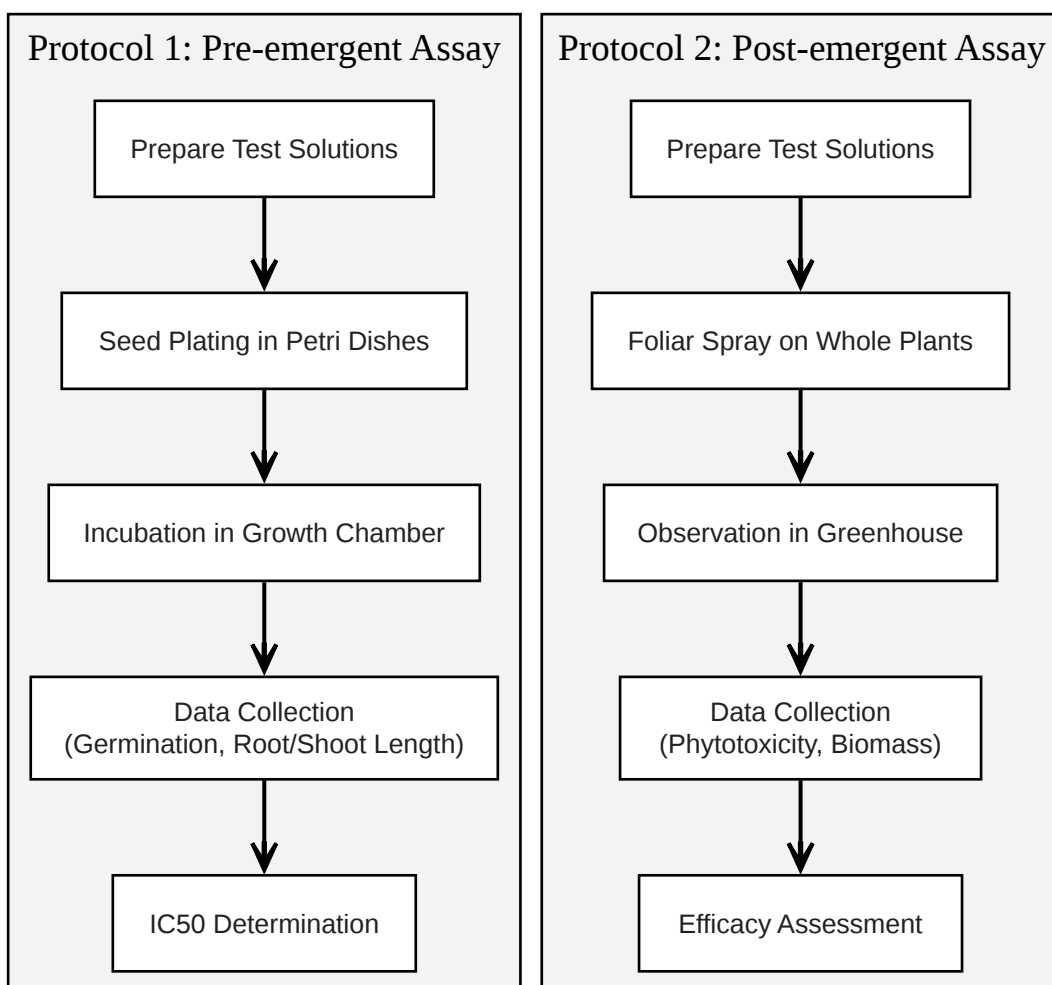 Protocol 1: Pre-emergent Assay
Prepare Test Solutions
Seed Plating in Petri Dishes
Incubation in Growth Chamber
Data Collection
(Germination, Root/Shoot Length)
IC50 Determination
Protocol 2: Post-emergent Assay
Prepare Test Solutions
Foliar Spray on Whole Plants
Observation in Greenhouse
Data Collection
(Phytotoxicity, Biomass)
Efficacy Assessment